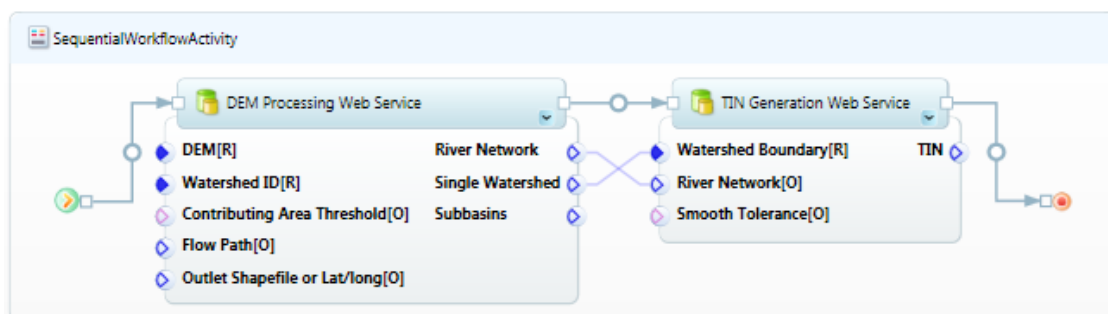 SequentialWorkflowActivity
DEM Processing Web Service
DEM[R]
River Network
Watershed ID[R]
Single Watershed
Contributing Area Threshold[O]
Subbasins
Flow Path[O]
Outlet Shapefile or Lat/long[O]
TIN Generation Web Service
Watershed Boundary[R]
TIN
River Network[O]
Smooth Tolerance[O]